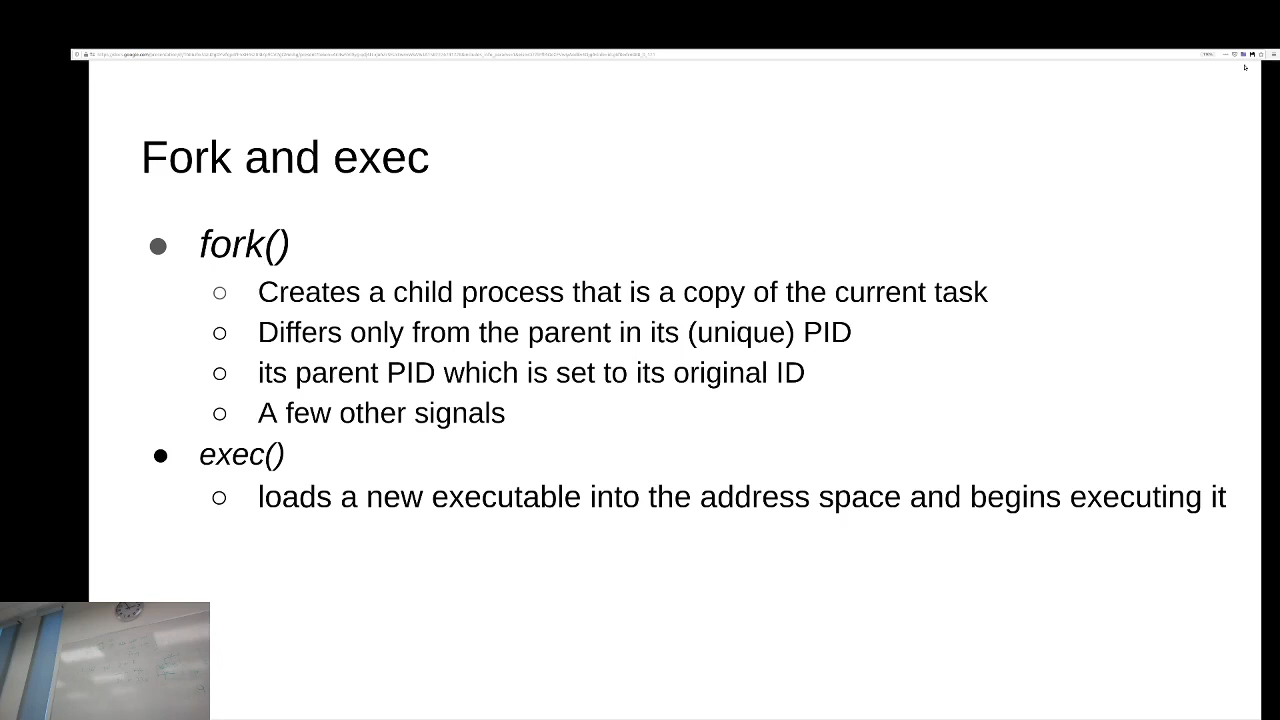 Fork and exec
fork()
Creates a child process that is a copy of the current task
Differs only from the parent in its (unique) PID
its parent PID which is set to its original ID
A few other signals
exec()
loads a new executable into the address space and begins executing it